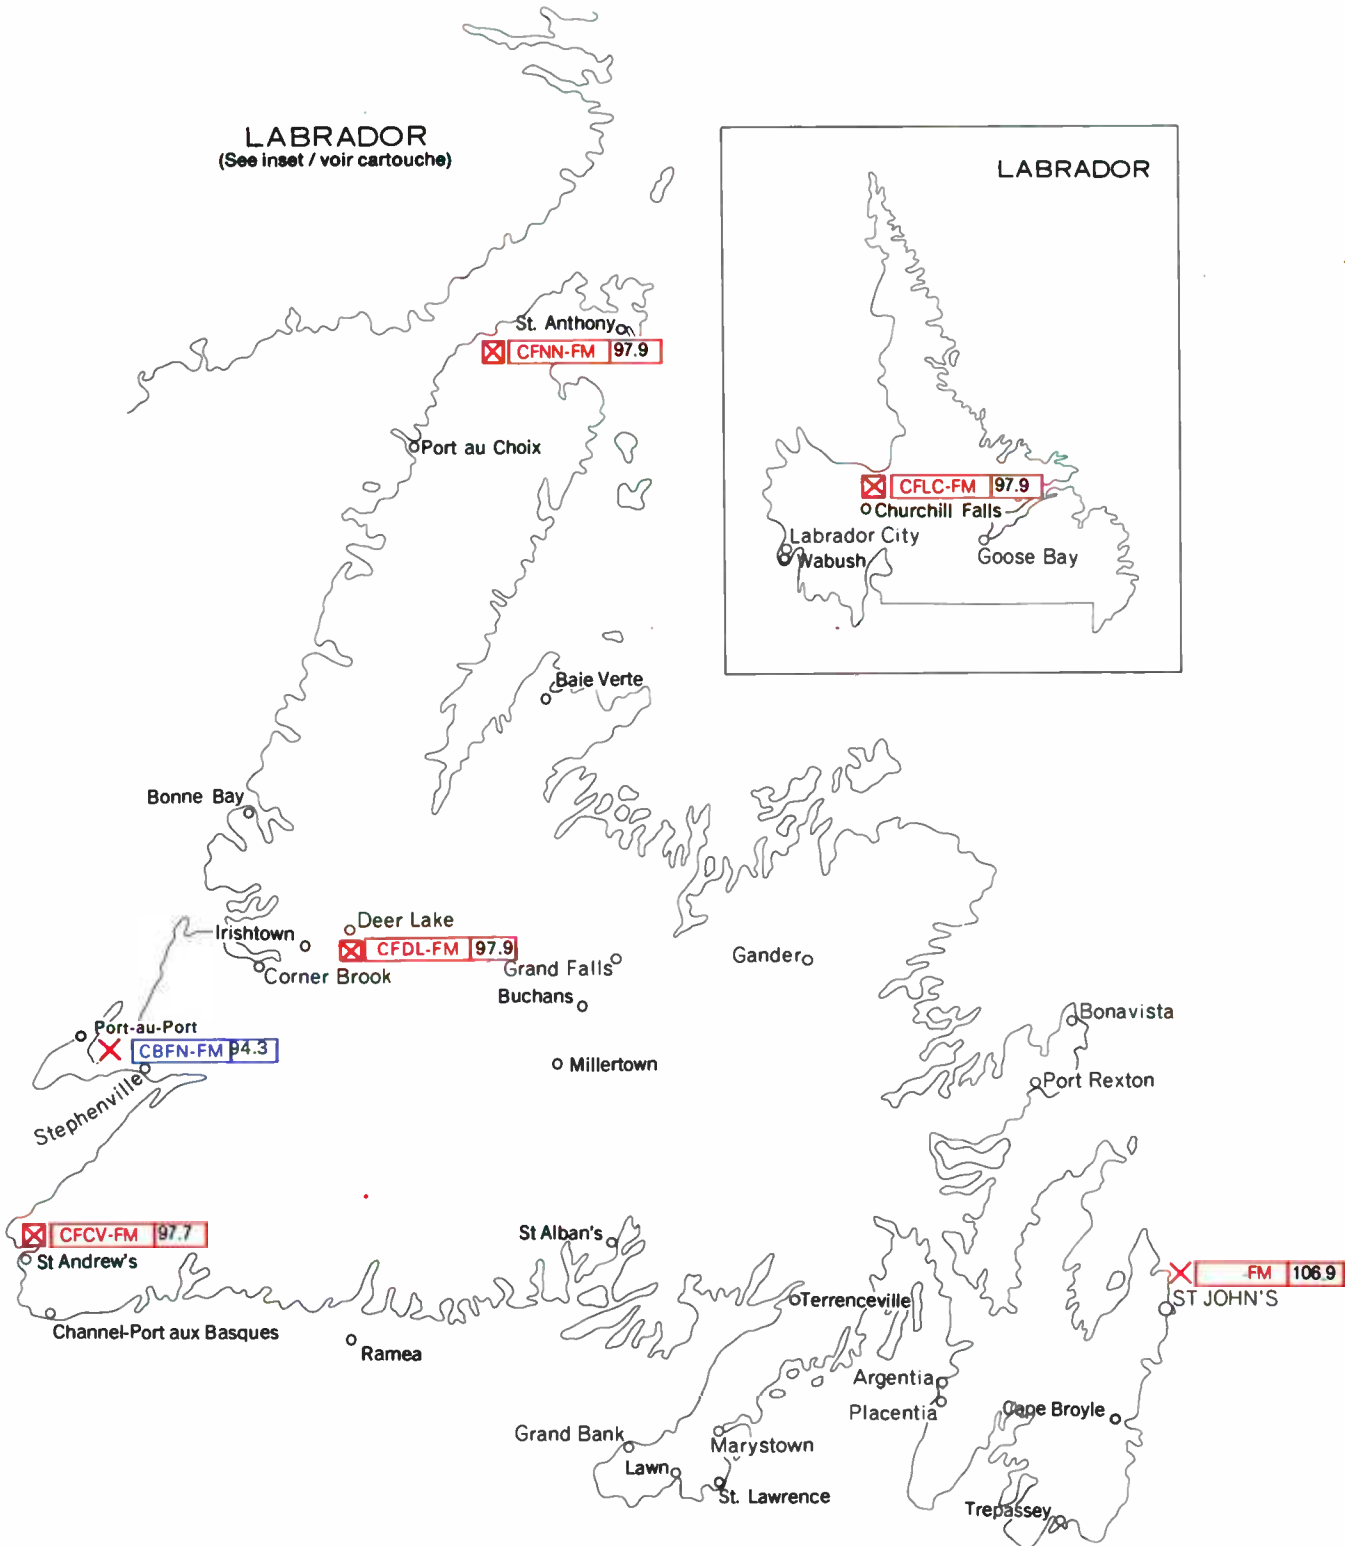 LABRADOR
(See inset / voir cartouche)
LABRADOR
St. Anthony
CFNN-FM 97.9
Port au Choix
CFLC-FM 97.9
Churchill Falls
Labrador City
Wabush
Goose Bay
Baie Verte
Bonne Bay
Deer Lake
Irishtown
CFDL-FM 97.9
Corner Brook
Grand Falls
Gander
Buchans
Bonavista
Port-au-Port
CBFN-FM 94.3
Millertown
Port Rexton
Stephenville
CFCV-FM 97.7
St Andrew's
St Alban's
FM 106.9
ST JOHN'S
Terrenceville
Channel-Port aux Basques
Ramea
Argentia
Placentia
Cape Broyle
Grand Bank
Marystown
Lawn
St. Lawrence
Trepassey